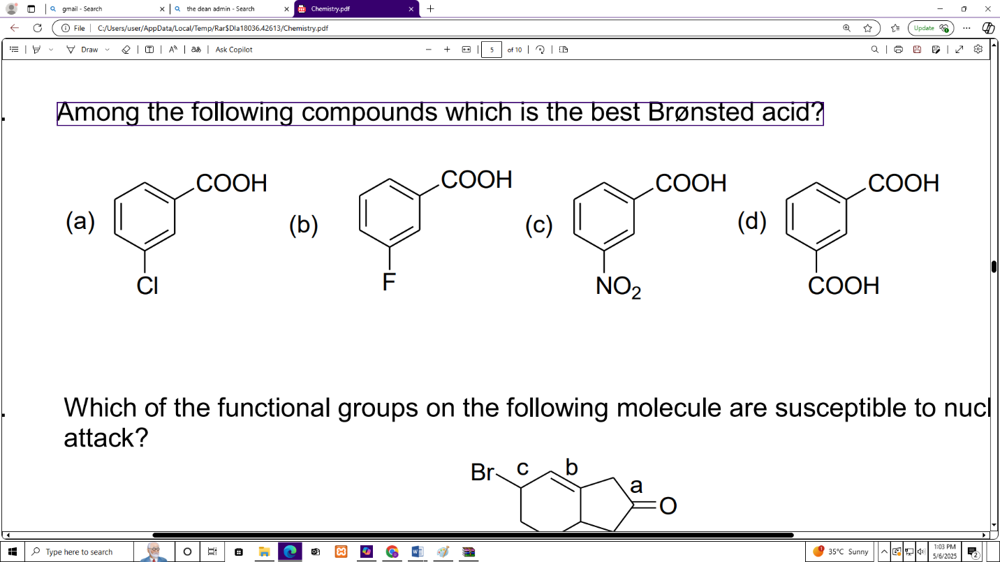 gmail - Search
the dean admin - Search
Chemistry.pdf
File C:/Users/user/AppData/Local/Temp/Rar$DIa18036.42613/Chemistry.pdf
Update
Draw
Ask Copilot
5 of 10
Among the following compounds which is the best Brønsted acid?
COOH COOH COOH COOH
(a) (b) (c) (d)
Cl F NO2 COOH
Which of the functional groups on the following molecule are susceptible to nucl
attack?
Br c b
a
O
Type here to search
35°C Sunny
1:03 PM
5/6/2025
2